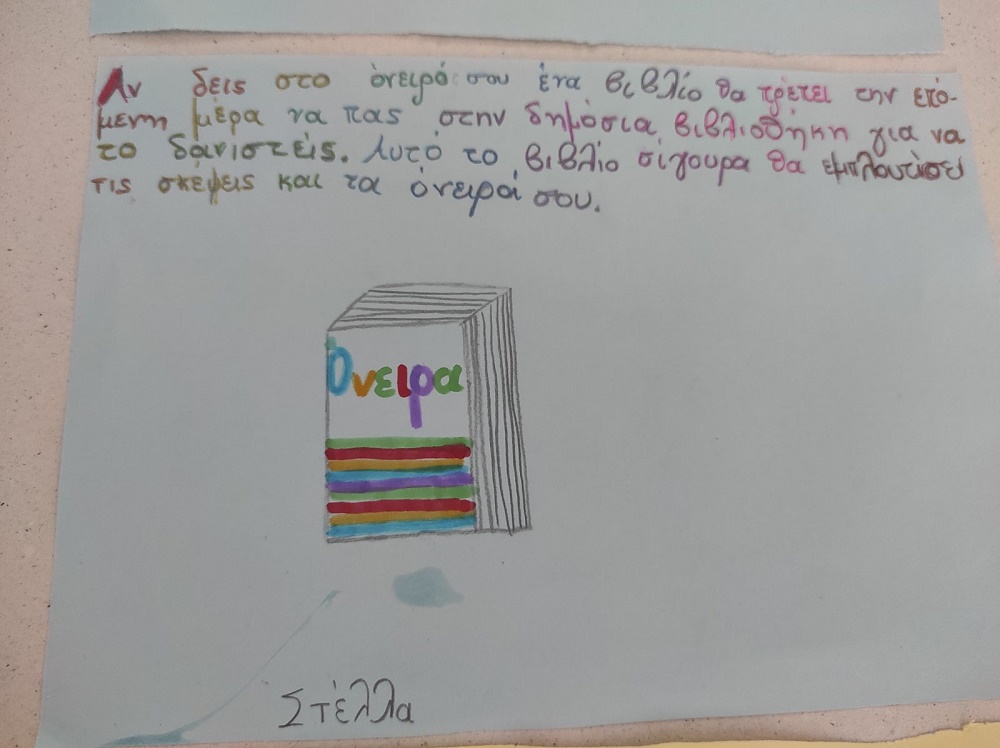 Αν δεις στο όνειρό σου ένα βιβλίο θα τρέτει την επό-
μενη μέρα να πας στην δημόσια βιβλιοθήκη για να
το δανιστείς. Αυτό το βιβλίο σίγουρα θα εμπλουτίσει
τις σκέψεις και τα όνειρά σου.
Όνειρα
Στέλλα